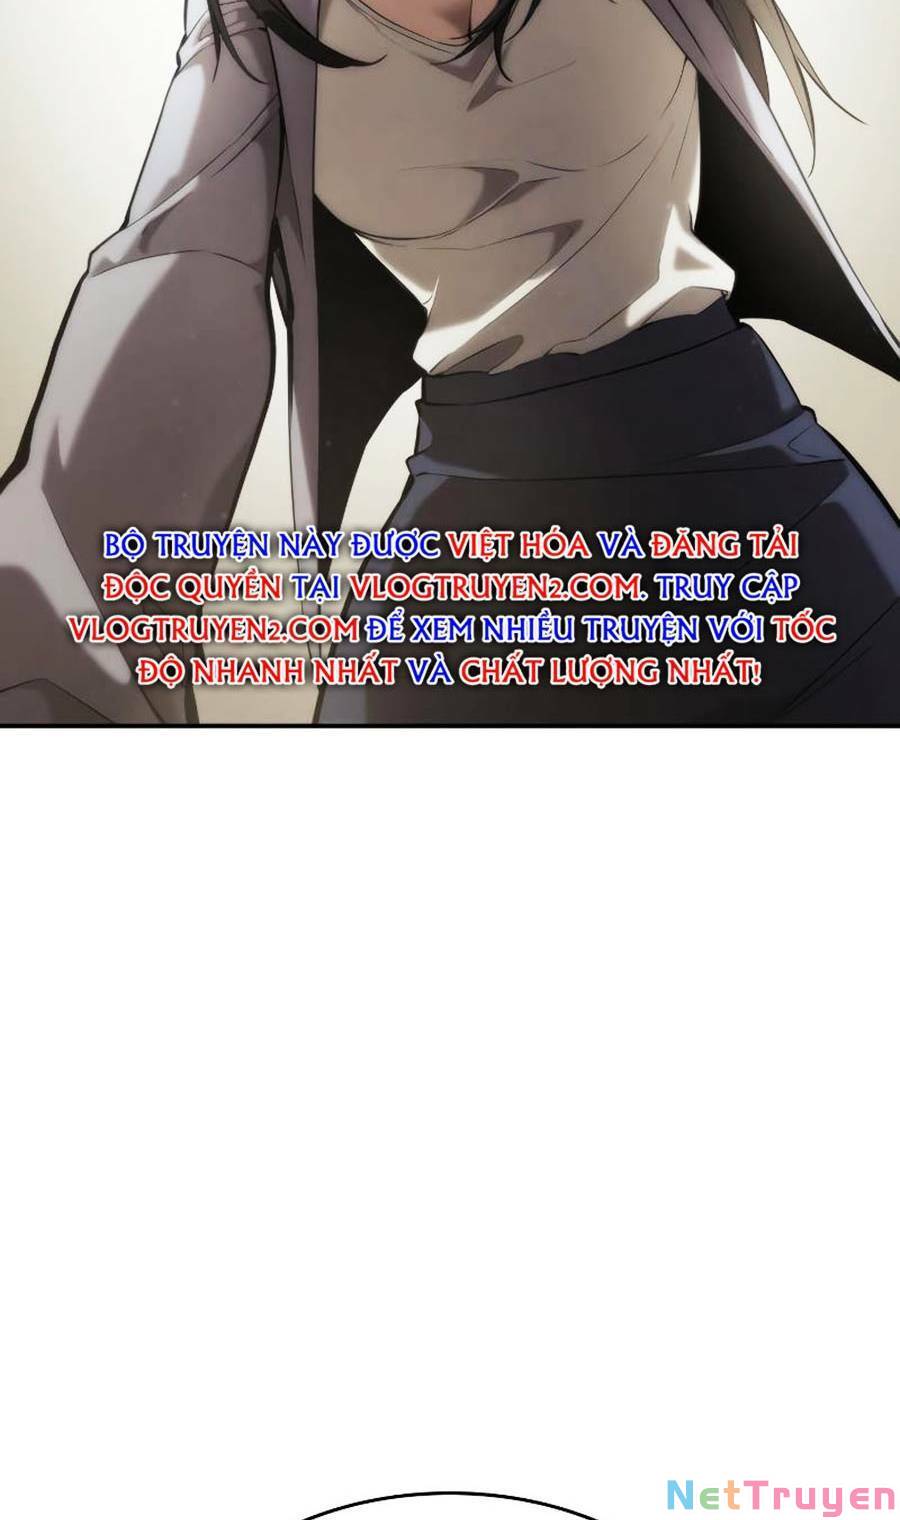 BỘ TRUYỆN NÀY ĐƯỢC VIỆT HÓA VÀ ĐĂNG TẢI
ĐỘC QUYỀN TẠI VLOGTRUYEN2.COM. TRUY CẬP
VLOGTRUYEN2.COM ĐỂ XEM NHIỀU TRUYỆN VỚI TỐC
ĐỘ NHANH NHẤT VÀ CHẤT LƯỢNG NHẤT!
NetTruyen